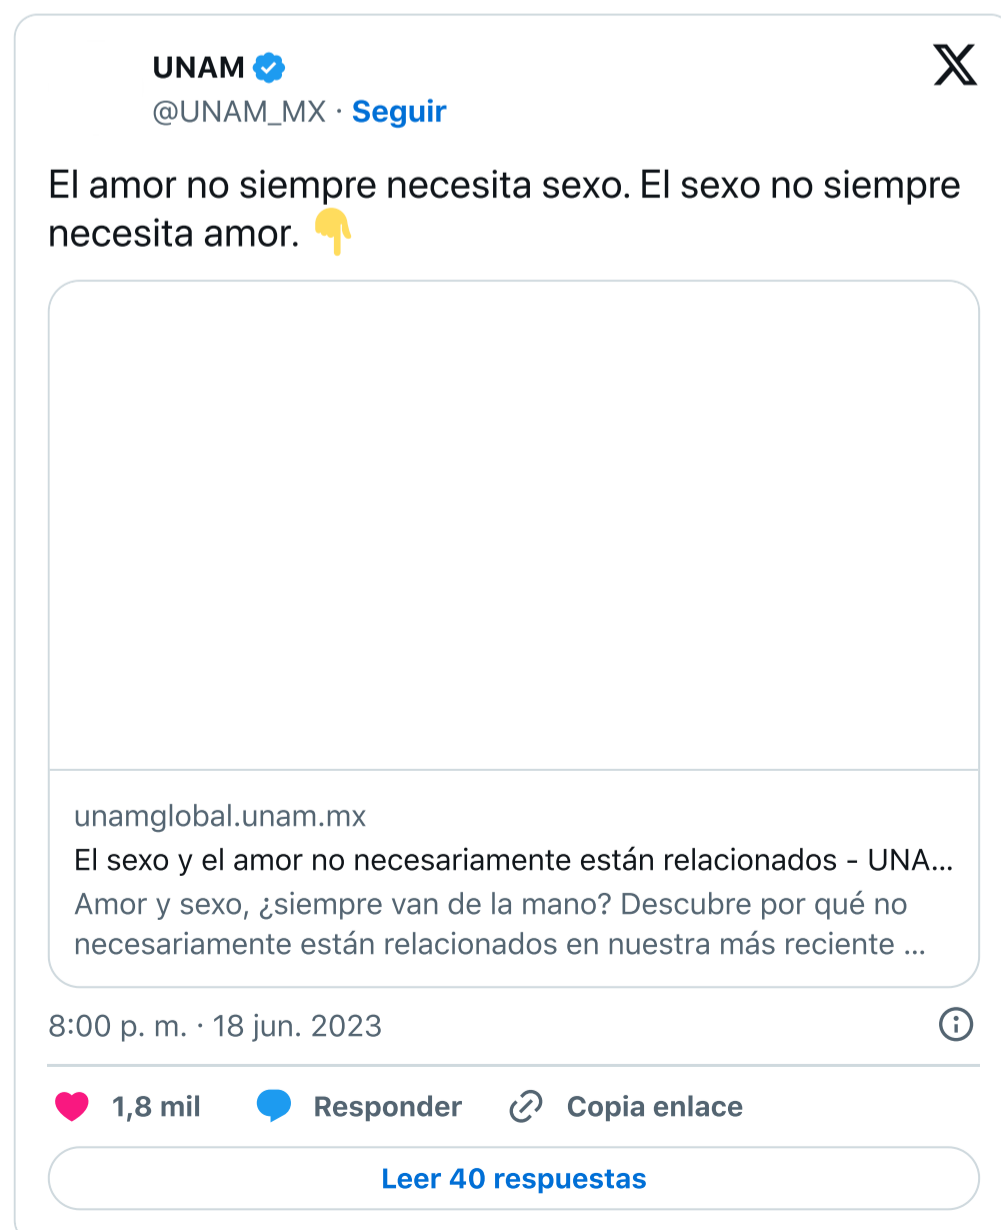 UNAM
@UNAM_MX · Seguir
El amor no siempre necesita sexo. El sexo no siempre
necesita amor. 👇
unamglobal.unam.mx
El sexo y el amor no necesariamente están relacionados - UNA...
Amor y sexo, ¿siempre van de la mano? Descubre por qué no
necesariamente están relacionados en nuestra más reciente ...
8:00 p. m. · 18 jun. 2023
1,8 mil Responder Copia enlace
Leer 40 respuestas